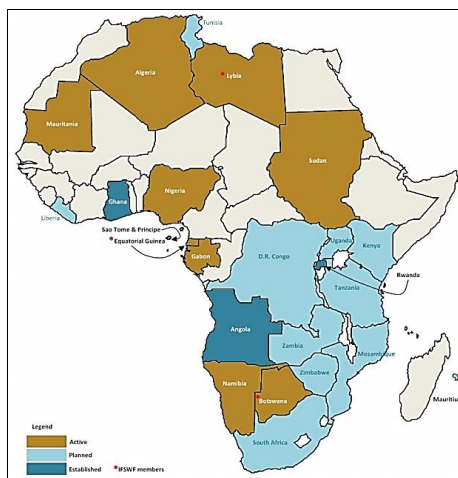 Tunisia
Algeria
Lybia
Mauritania
Sudan
Nigeria
Ghana
Liberia
Sao Tome & Principe
Equatorial Guinea
Gabon
Uganda
Kenya
D.R. Congo
Rwanda
Tanzania
Angola
Zambia
Mozambique
Zimbabwe
Namibia
Botswana
Mauritiu
South Africa
Legend
Active
Planned
Established
*IFSWF members